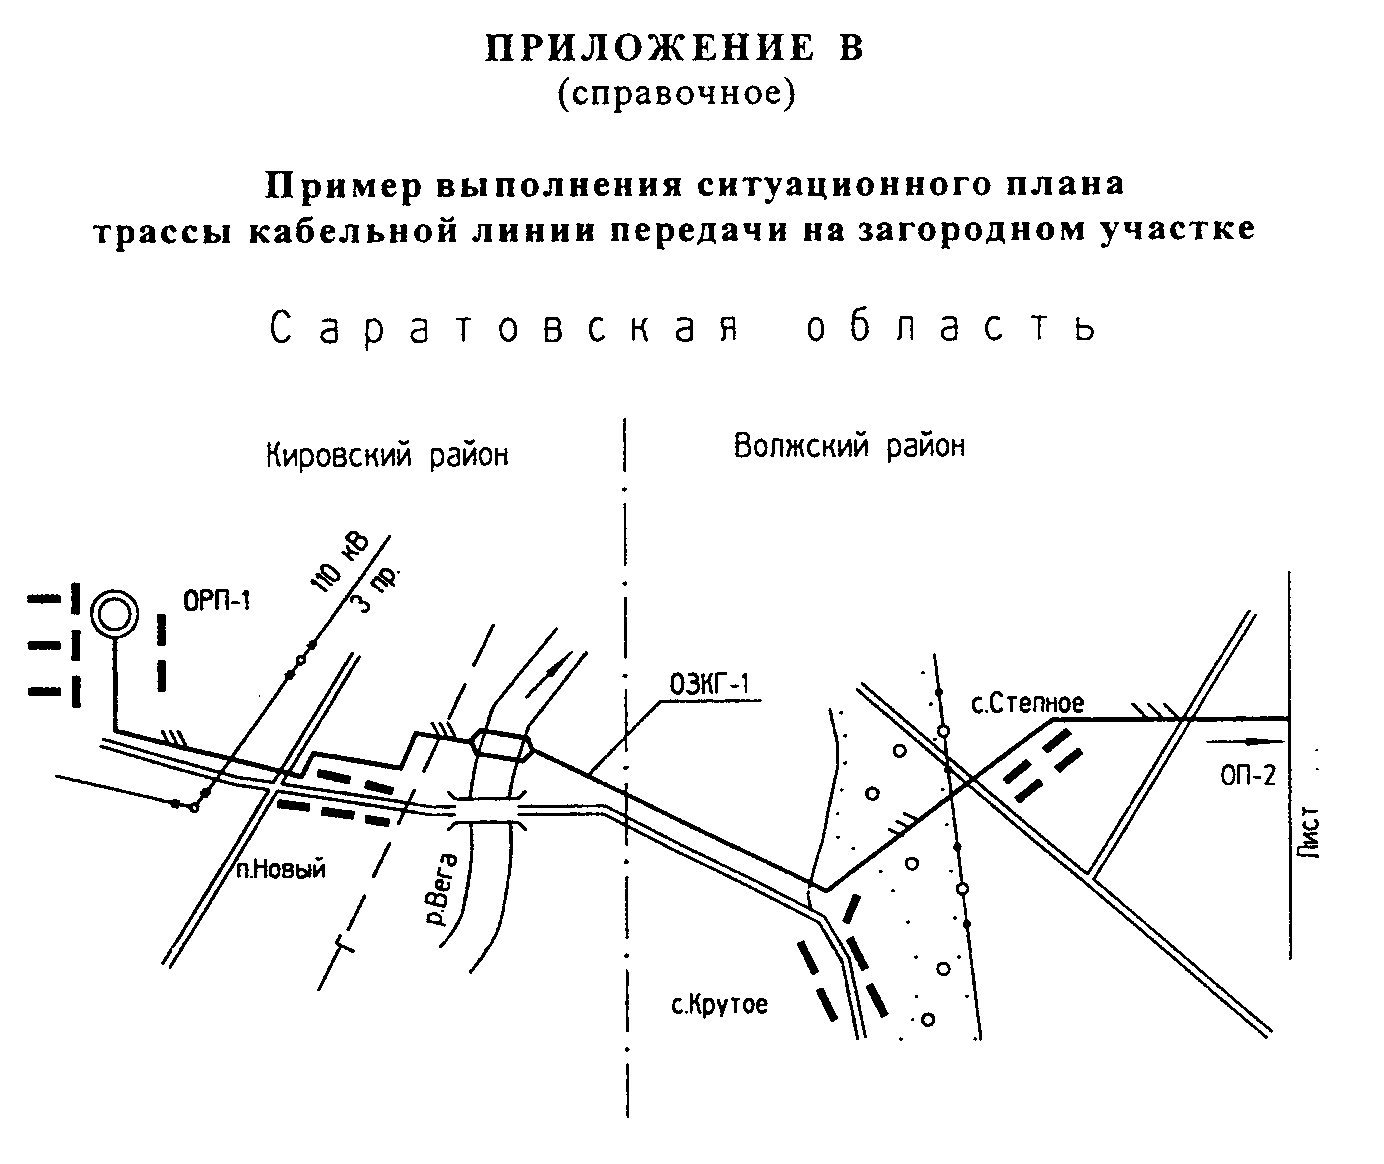 ПРИЛОЖЕНИЕ В
(справочное)
Пример выполнения ситуационного плана
трассы кабельной линии передачи на загородном участке
Саратовская область
Кировский район
Волжский район
110 кВ
3 пр.
ОРП-1
ОЗКГ-1
с.Степное
ОП-2
Лист
п.Новый
р.Вега
Г
с.Крутое